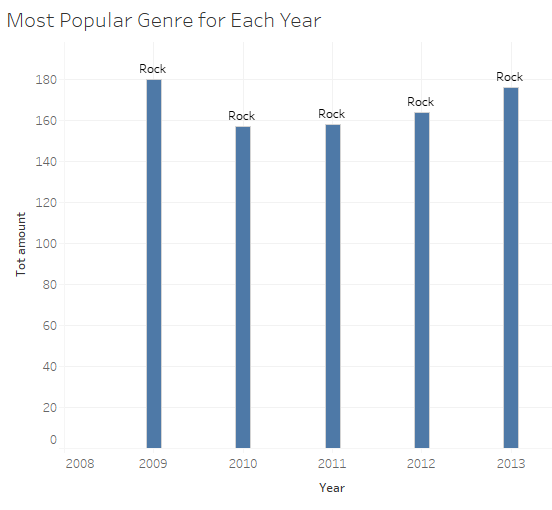 Most Popular Genre for Each Year
Rock
Rock
Rock
Rock
Rock
180
160
140
120
100
80
60
40
20
0
Tot amount
2008 2009 2010 2011 2012 2013
Year